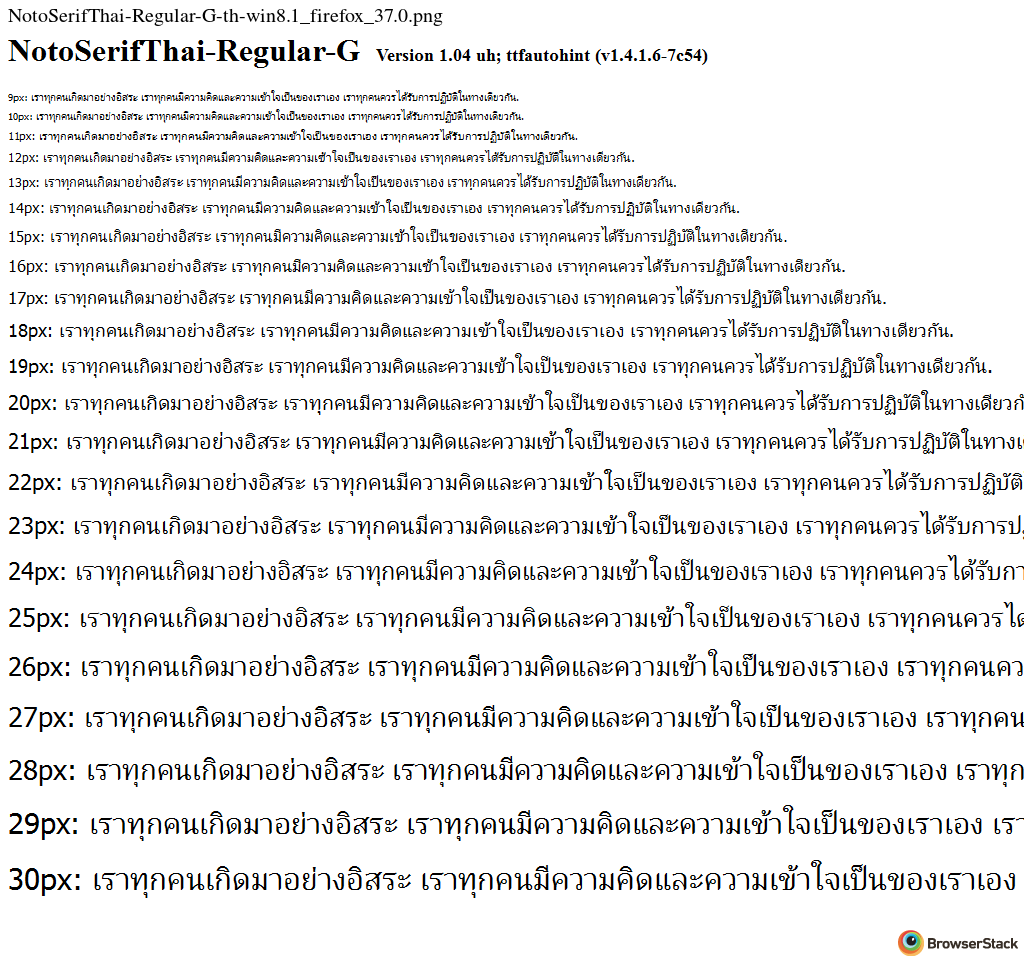 NotoSerifThai-Regular-G-th-win8.1_firefox_37.0.png
NotoSerifThai-Regular-G Version 1.04 uh; ttfautohint (v1.4.1.6-7c54)
9px: เราทุกคนเกิดมาอย่างอิสระ เราทุกคนมีความคิดและความเข้าใจเป็นของเราเอง เราทุกคนควรได้รับการปฏิบัติในทางเดียวกัน.
10px: เราทุกคนเกิดมาอย่างอิสระ เราทุกคนมีความคิดและความเข้าใจเป็นของเราเอง เราทุกคนควรได้รับการปฏิบัติในทางเดียวกัน.
11px: เราทุกคนเกิดมาอย่างอิสระ เราทุกคนมีความคิดและความเข้าใจเป็นของเราเอง เราทุกคนควรได้รับการปฏิบัติในทางเดียวกัน.
12px: เราทุกคนเกิดมาอย่างอิสระ เราทุกคนมีความคิดและความเข้าใจเป็นของเราเอง เราทุกคนควรได้รับการปฏิบัติในทางเดียวกัน.
13px: เราทุกคนเกิดมาอย่างอิสระ เราทุกคนมีความคิดและความเข้าใจเป็นของเราเอง เราทุกคนควรได้รับการปฏิบัติในทางเดียวกัน.
14px: เราทุกคนเกิดมาอย่างอิสระ เราทุกคนมีความคิดและความเข้าใจเป็นของเราเอง เราทุกคนควรได้รับการปฏิบัติในทางเดียวกัน.
15px: เราทุกคนเกิดมาอย่างอิสระ เราทุกคนมีความคิดและความเข้าใจเป็นของเราเอง เราทุกคนควรได้รับการปฏิบัติในทางเดียวกัน.
16px: เราทุกคนเกิดมาอย่างอิสระ เราทุกคนมีความคิดและความเข้าใจเป็นของเราเอง เราทุกคนควรได้รับการปฏิบัติในทางเดียวกัน.
17px: เราทุกคนเกิดมาอย่างอิสระ เราทุกคนมีความคิดและความเข้าใจเป็นของเราเอง เราทุกคนควรได้รับการปฏิบัติในทางเดียวกัน.
18px: เราทุกคนเกิดมาอย่างอิสระ เราทุกคนมีความคิดและความเข้าใจเป็นของเราเอง เราทุกคนควรได้รับการปฏิบัติในทางเดียวกัน.
19px: เราทุกคนเกิดมาอย่างอิสระ เราทุกคนมีความคิดและความเข้าใจเป็นของเราเอง เราทุกคนควรได้รับการปฏิบัติในทางเดียวกัน.
20px: เราทุกคนเกิดมาอย่างอิสระ เราทุกคนมีความคิดและความเข้าใจเป็นของเราเอง เราทุกคนควรได้รับการปฏิบัติในทางเดียวกั
21px: เราทุกคนเกิดมาอย่างอิสระ เราทุกคนมีความคิดและความเข้าใจเป็นของเราเอง เราทุกคนควรได้รับการปฏิบัติในทางเ
22px: เราทุกคนเกิดมาอย่างอิสระ เราทุกคนมีความคิดและความเข้าใจเป็นของเราเอง เราทุกคนควรได้รับการปฏิบัติ
23px: เราทุกคนเกิดมาอย่างอิสระ เราทุกคนมีความคิดและความเข้าใจเป็นของเราเอง เราทุกคนควรได้รับการป
24px: เราทุกคนเกิดมาอย่างอิสระ เราทุกคนมีความคิดและความเข้าใจเป็นของเราเอง เราทุกคนควรได้รับกา
25px: เราทุกคนเกิดมาอย่างอิสระ เราทุกคนมีความคิดและความเข้าใจเป็นของเราเอง เราทุกคนควรได้
26px: เราทุกคนเกิดมาอย่างอิสระ เราทุกคนมีความคิดและความเข้าใจเป็นของเราเอง เราทุกคนคว
27px: เราทุกคนเกิดมาอย่างอิสระ เราทุกคนมีความคิดและความเข้าใจเป็นของเราเอง เราทุกคน
28px: เราทุกคนเกิดมาอย่างอิสระ เราทุกคนมีความคิดและความเข้าใจเป็นของเราเอง เราทุก
29px: เราทุกคนเกิดมาอย่างอิสระ เราทุกคนมีความคิดและความเข้าใจเป็นของเราเอง เรา
30px: เราทุกคนเกิดมาอย่างอิสระ เราทุกคนมีความคิดและความเข้าใจเป็นของเราเอง
BrowserStack